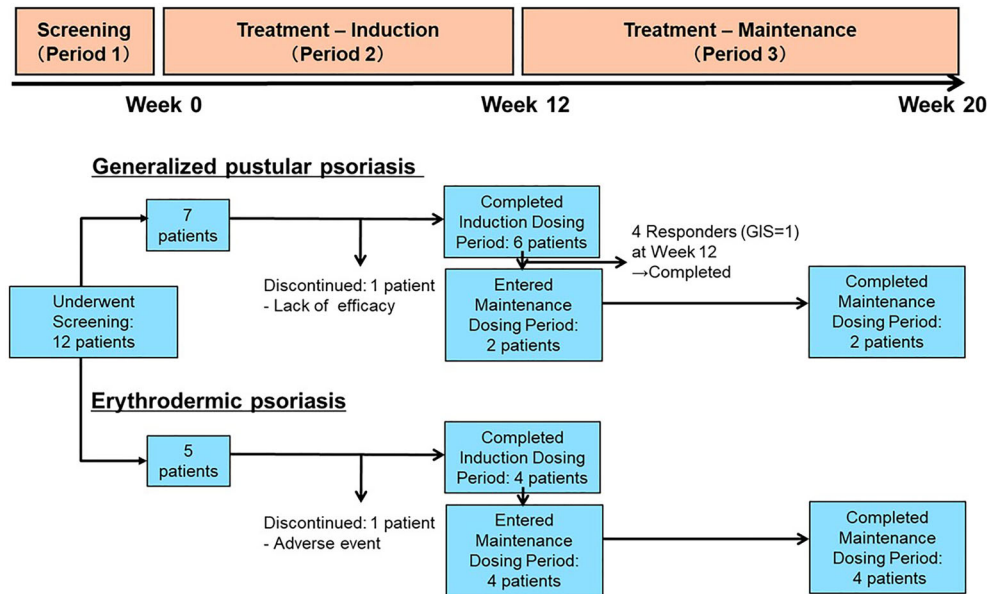 Screening
(Period 1)
Treatment – Induction
(Period 2)
Treatment – Maintenance
(Period 3)
Week 0
Week 12
Week 20
Generalized pustular psoriasis
7
patients
Completed
Induction Dosing
Period: 6 patients
4 Responders (GIS=1)
at Week 12
→Completed
Discontinued: 1 patient
- Lack of efficacy
Entered
Maintenance
Dosing Period:
2 patients
Completed
Maintenance
Dosing Period:
2 patients
Underwent
Screening:
12 patients
Erythrodermic psoriasis
5
patients
Completed
Induction Dosing
Period: 4 patients
Discontinued: 1 patient
- Adverse event
Entered
Maintenance
Dosing Period:
4 patients
Completed
Maintenance
Dosing Period:
4 patients